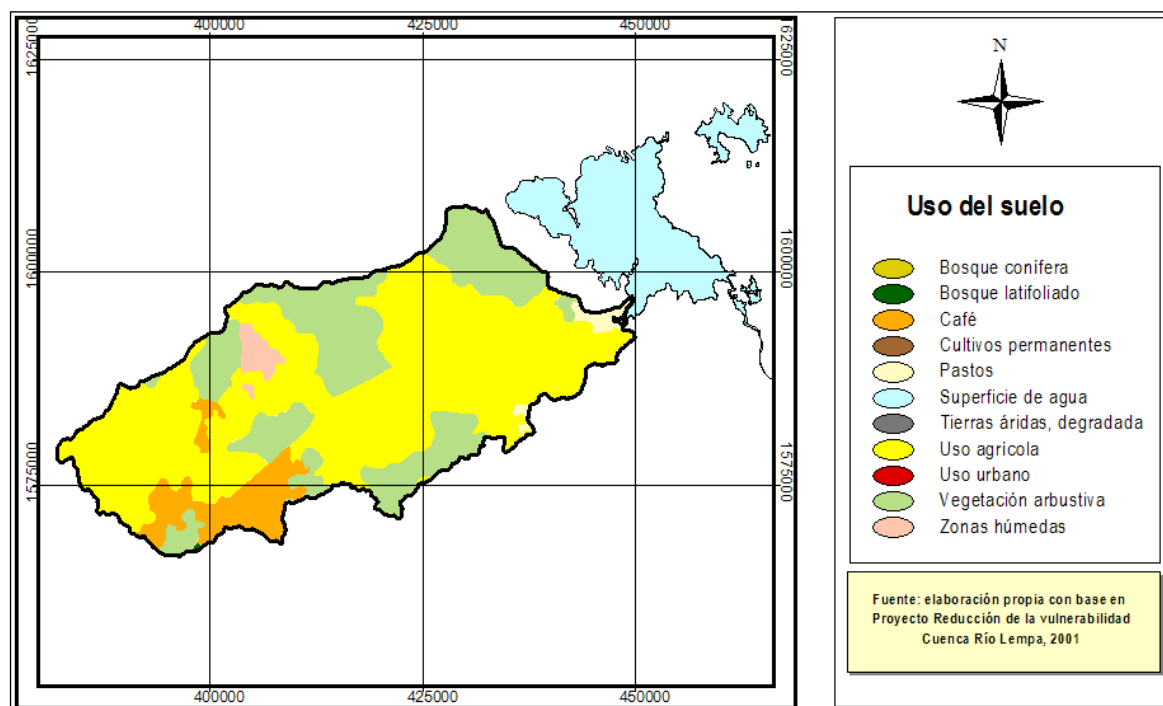 400000
425000
450000
1625000
1625000
1600000
1600000
1575000
1575000
400000
425000
450000
N
Uso del suelo
Bosque conifera
Bosque latifoliado
Café
Cultivos permanentes
Pastos
Superficie de agua
Tierras áridas, degradada
Uso agrícola
Uso urbano
Vegetación arbustiva
Zonas húmedas
Fuente: elaboración propia con base en
Proyecto Reducción de la vulnerabilidad
Cuenca Río Lempa, 2001